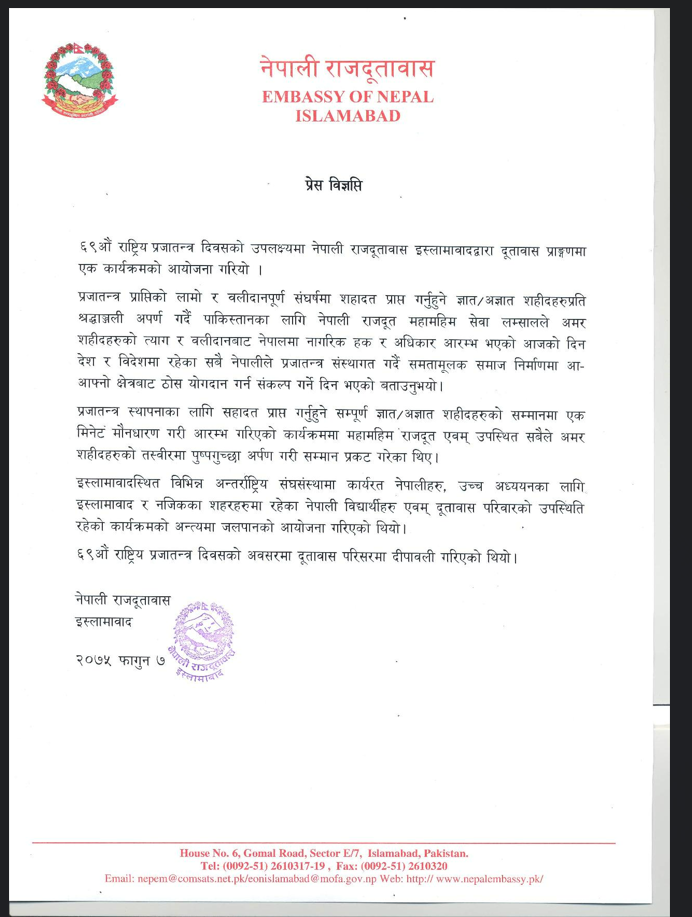 नेपाली राजदूतावास
EMBASSY OF NEPAL
ISLAMABAD
प्रेस विज्ञप्ति
६९औं राष्ट्रिय प्रजातन्त्र दिवसको उपलक्ष्यमा नेपाली राजदूतावास इस्लामावादद्वारा दूतावास प्राङ्गणमा
एक कार्यक्रमको आयोजना गरियो ।
प्रजातन्त्र प्राप्तिको लामो र वलीदानपूर्ण संघर्षमा शहादत प्राप्त गर्नुहुने ज्ञात/अज्ञात शहीदहरुप्रति
श्रद्धाञ्जली अपर्ण गर्दै पाकिस्तानका लागि नेपाली राजदूत महामहिम सेवा लम्सालले अमर
शहीदहरुको त्याग र वलीदानबाट नेपालमा नागरिक हक र अधिकार आरम्भ भएको आजको दिन
देश र विदेशमा रहेका सबै नेपालीले प्रजातन्त्र संस्थागत गर्दै समतामूलक समाज निर्माणमा आ-
आफ्नो क्षेत्रबाट ठोस योगदान गर्न संकल्प गर्ने दिन भएको बताउनुभयो।
प्रजातन्त्र स्थापनाका लागि सहादत प्राप्त गर्नुहुने सम्पूर्ण ज्ञात/अज्ञात शहीदहरुको सम्मानमा एक
मिनेट मौनधारण गरी आरम्भ गरिएको कार्यक्रममा महामहिम राजदूत एवम् उपस्थित सबैले अमर
शहीदहरुको तस्वीरमा पुष्पगुच्छा अर्पण गरी सम्मान प्रकट गरेका थिए।
इस्लामावादस्थित विभिन्न अन्तर्राष्ट्रिय संघसंस्थामा कार्यरत नेपालीहरु, उच्च अध्ययनका लागि
इस्लामावाद र नजिकका शहरहरुमा रहेका नेपाली विद्यार्थीहरु एवम् दूतावास परिवारको उपस्थिति
रहेको कार्यक्रमको अन्त्यमा जलपानको आयोजना गरिएको थियो।
६९औं राष्ट्रिय प्रजातन्त्र दिवसको अवसरमा दूतावास परिसरमा दीपावली गरिएको थियो।
नेपाली राजदूतावास
इस्लामावाद
२०७५ फागुन ७
नेपाली राजदूतावास
इस्लामावाद
House No. 6, Gomal Road, Sector E/7, Islamabad, Pakistan.
Tel: (0092-51) 2610317-19 , Fax: (0092-51) 2610320
Email: nepem@comsats.net.pk/eonislamabad@mofa.gov.np Web: http:// www.nepalembassy.pk/